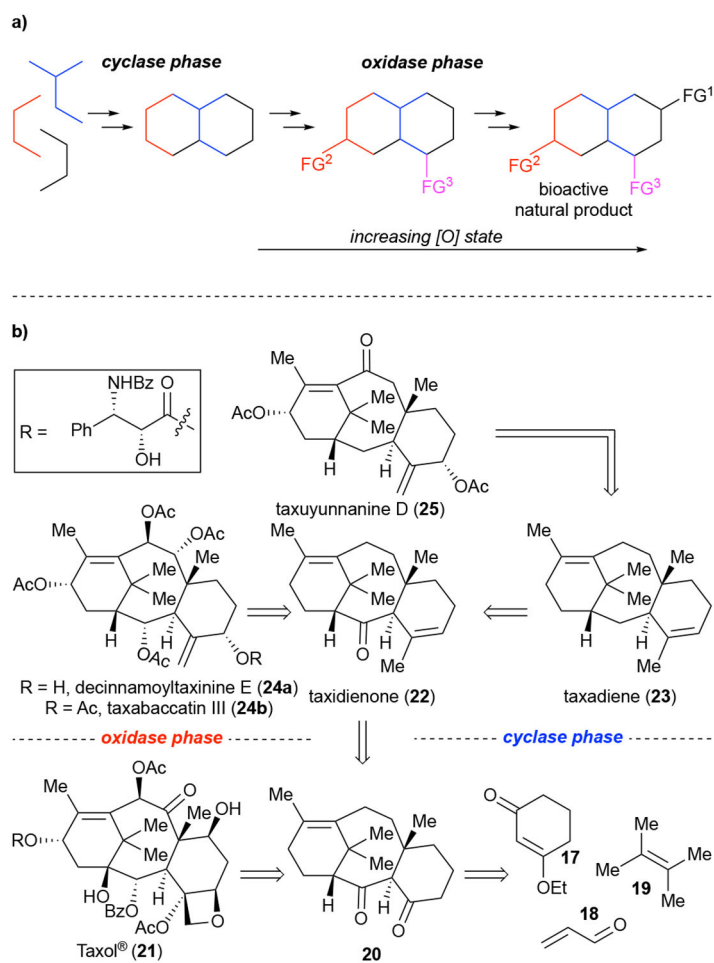 a)
cyclase phase
oxidase phase
FG²
FG³
FG¹
FG²
FG³
bioactive
natural product
increasing [O] state
b)
R =
NHBz
O
Ph
OH
Me
O
Me
AcO
Me
Me
H
H
OAc
taxuyunnanine D (25)
OAc
Me
OAc
Me
AcO
Me
Me
H
H
OAc
OR
R = H, decinnamoyltaxinine E (24a)
R = Ac, taxabaccatin III (24b)
Me
Me
Me
Me
H
H
O
Me
taxidienone (22)
Me
Me
Me
Me
H
H
Me
taxadiene (23)
oxidase phase
cyclase phase
OAc
O
OH
Me
Me
RO
Me
Me
HO
H
BzO
AcO
O
Taxol® (21)
Me
Me
Me
Me
H
H
O
O
20
O
17
OEt
Me
Me
Me
Me
19
18
O